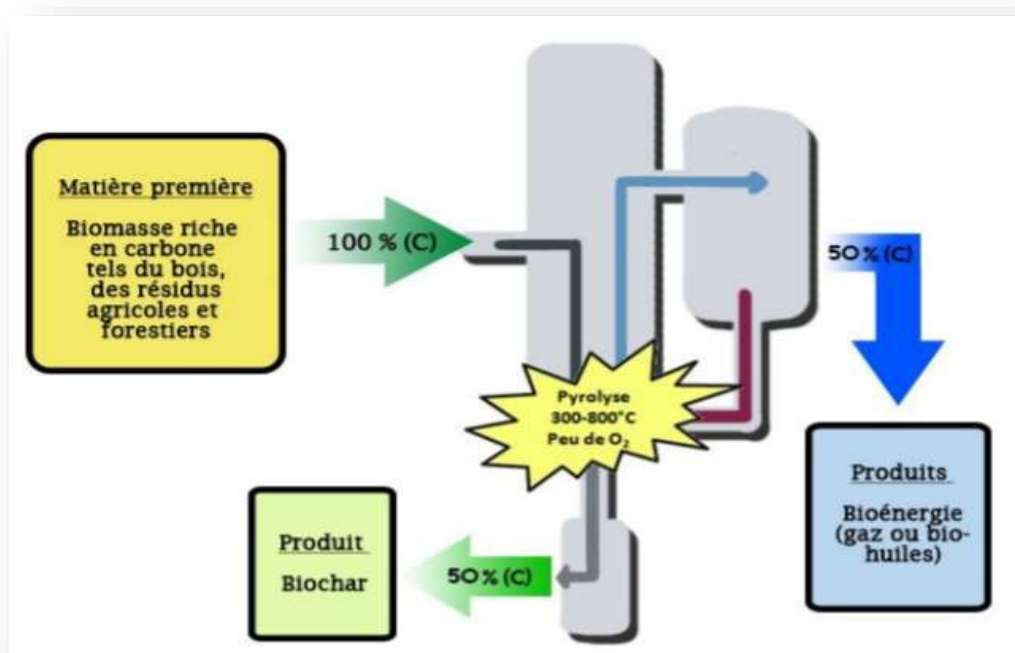 Matière première
Biomasse riche
en carbone
tels du bois,
des résidus
agricoles et
forestiers
100 % (C)
50 % (C)
Pyrolyse
300-800°C
Peu de O₂
Produits
Bioénergie
(gaz ou bio-
huiles)
Produit
Biochar
50 % (C)